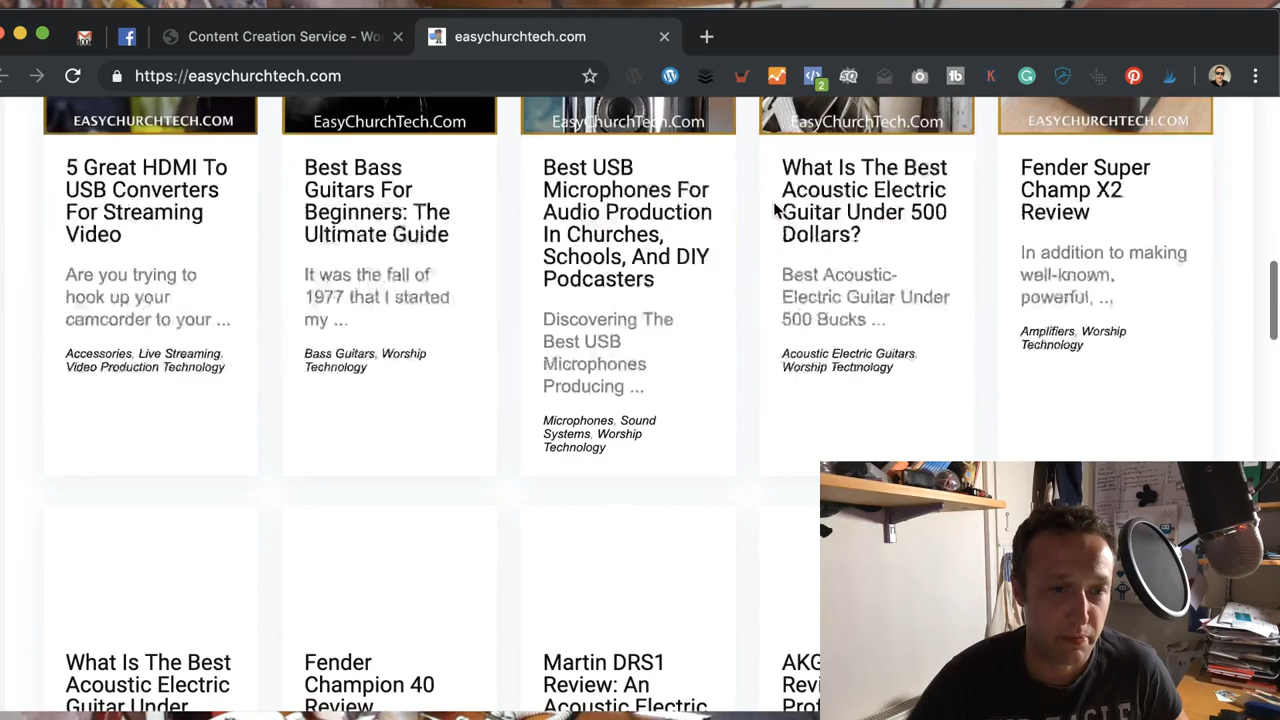 Content Creation Service - Wo
easychurchtech.com
https://easychurchtech.com
2
EASYCHURCHTECH.COM
EasyChurchTech.Com
EasyChurchTech.Com
EasyChurchTech.Com
EASYCHURCHTECH.COM
5 Great HDMI To
USB Converters
For Streaming
Video
Are you trying to
hook up your
camcorder to your ...
Accessories, Live Streaming,
Video Production Technology
Best Bass
Guitars For
Beginners: The
Ultimate Guide
It was the fall of
1977 that I started
my ...
Bass Guitars, Worship
Technology
Best USB
Microphones For
Audio Production
In Churches,
Schools, And DIY
Podcasters
Discovering The
Best USB
Microphones
Producing ...
Microphones, Sound
Systems, Worship
Technology
What Is The Best
Acoustic Electric
Guitar Under 500
Dollars?
Best Acoustic-
Electric Guitar Under
500 Bucks ...
Acoustic Electric Guitars,
Worship Technology
Fender Super
Champ X2
Review
In addition to making
well-known,
powerful, ...
Amplifiers, Worship
Technology
What Is The Best
Acoustic Electric
Guitar Under
Fender
Champion 40
Review
Martin DRS1
Review: An
Acoustic Electric
AKG